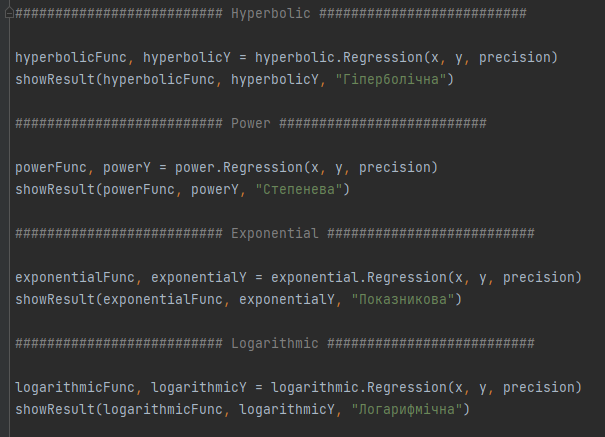 ########################## Hyperbolic ##########################
hyperbolicFunc, hyperbolicY = hyperbolic.Regression(x, y, precision)
showResult(hyperbolicFunc, hyperbolicY, "Гіперболічна")
########################## Power ##########################
powerFunc, powerY = power.Regression(x, y, precision)
showResult(powerFunc, powerY, "Степенева")
########################## Exponential ##########################
exponentialFunc, exponentialY = exponential.Regression(x, y, precision)
showResult(exponentialFunc, exponentialY, "Показникова")
########################## Logarithmic ##########################
logarithmicFunc, logarithmicY = logarithmic.Regression(x, y, precision)
showResult(logarithmicFunc, logarithmicY, "Логарифмічна")